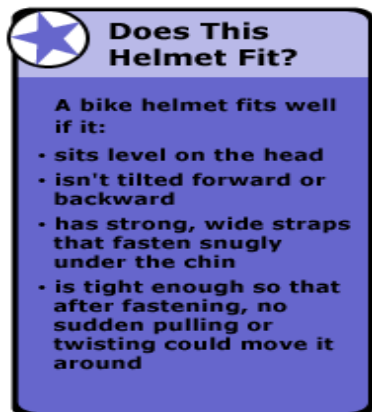 Does This
Helmet Fit?
A bike helmet fits well
if it:
• sits level on the head
• isn't tilted forward or
backward
• has strong, wide straps
that fasten snugly
under the chin
• is tight enough so that
after fastening, no
sudden pulling or
twisting could move it
around